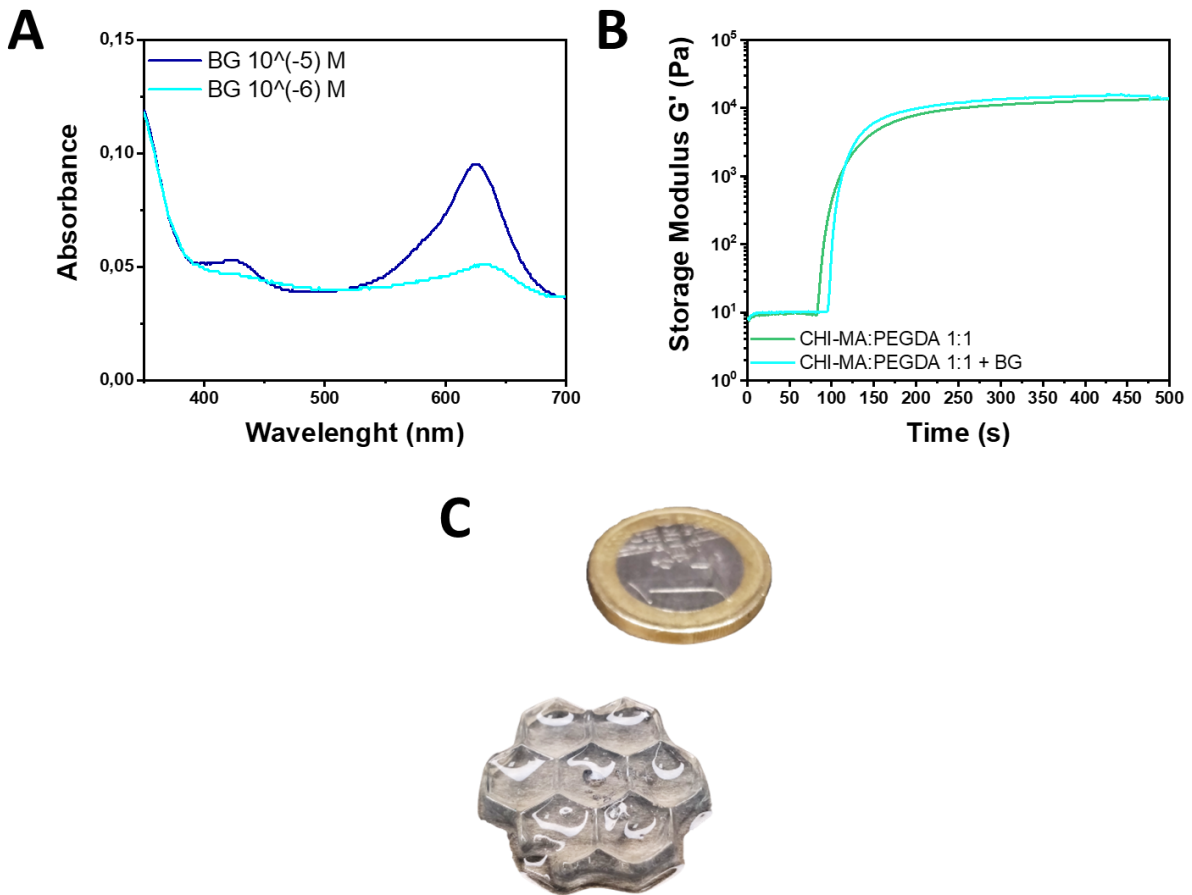 A
0,15
0,10
0,05
0,00
Absorbance
BG 10^(-5) M
BG 10^(-6) M
400
500
600
700
Wavelenght (nm)
B
10^5
10^4
10^3
10^2
10^1
10^0
Storage Modulus G' (Pa)
CHI-MA:PEGDA 1:1
CHI-MA:PEGDA 1:1 + BG
0
50
100
150
200
250
300
350
400
450
500
Time (s)
C